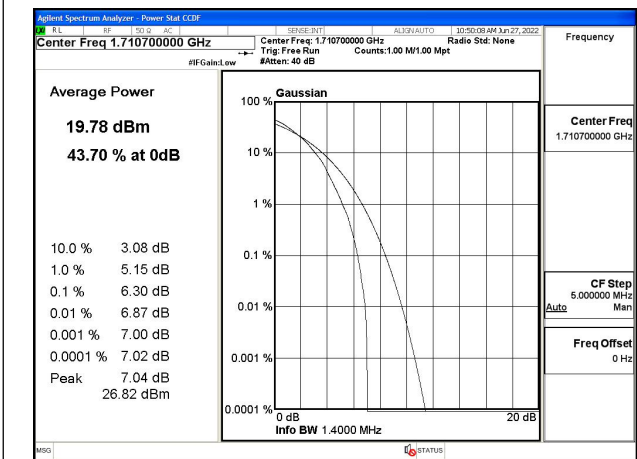 Agilent Spectrum Analyzer - Power Stat CCDF
RL RF 50 Ω AC SENSE:INT ALIGN AUTO 10:50:08 AM Jun 27, 2022
Center Freq 1.710700000 GHz
Center Freq: 1.710700000 GHz Radio Std: None
Trig: Free Run Counts:1.00 M/1.00 Mpt
#IFGain:Low #Atten: 40 dB
Frequency
Average Power
19.78 dBm
43.70 % at 0dB
10.0 % 3.08 dB
1.0 % 5.15 dB
0.1 % 6.30 dB
0.01 % 6.87 dB
0.001 % 7.00 dB
0.0001 % 7.02 dB
Peak 7.04 dB
26.82 dBm
Gaussian
100 %
10 %
1 %
0.1 %
0.01 %
0.001 %
0.0001 %
0 dB 20 dB
Info BW 1.4000 MHz
Center Freq
1.710700000 GHz
CF Step
5.000000 MHz
Auto Man
Freq Offset
0 Hz
MSG STATUS